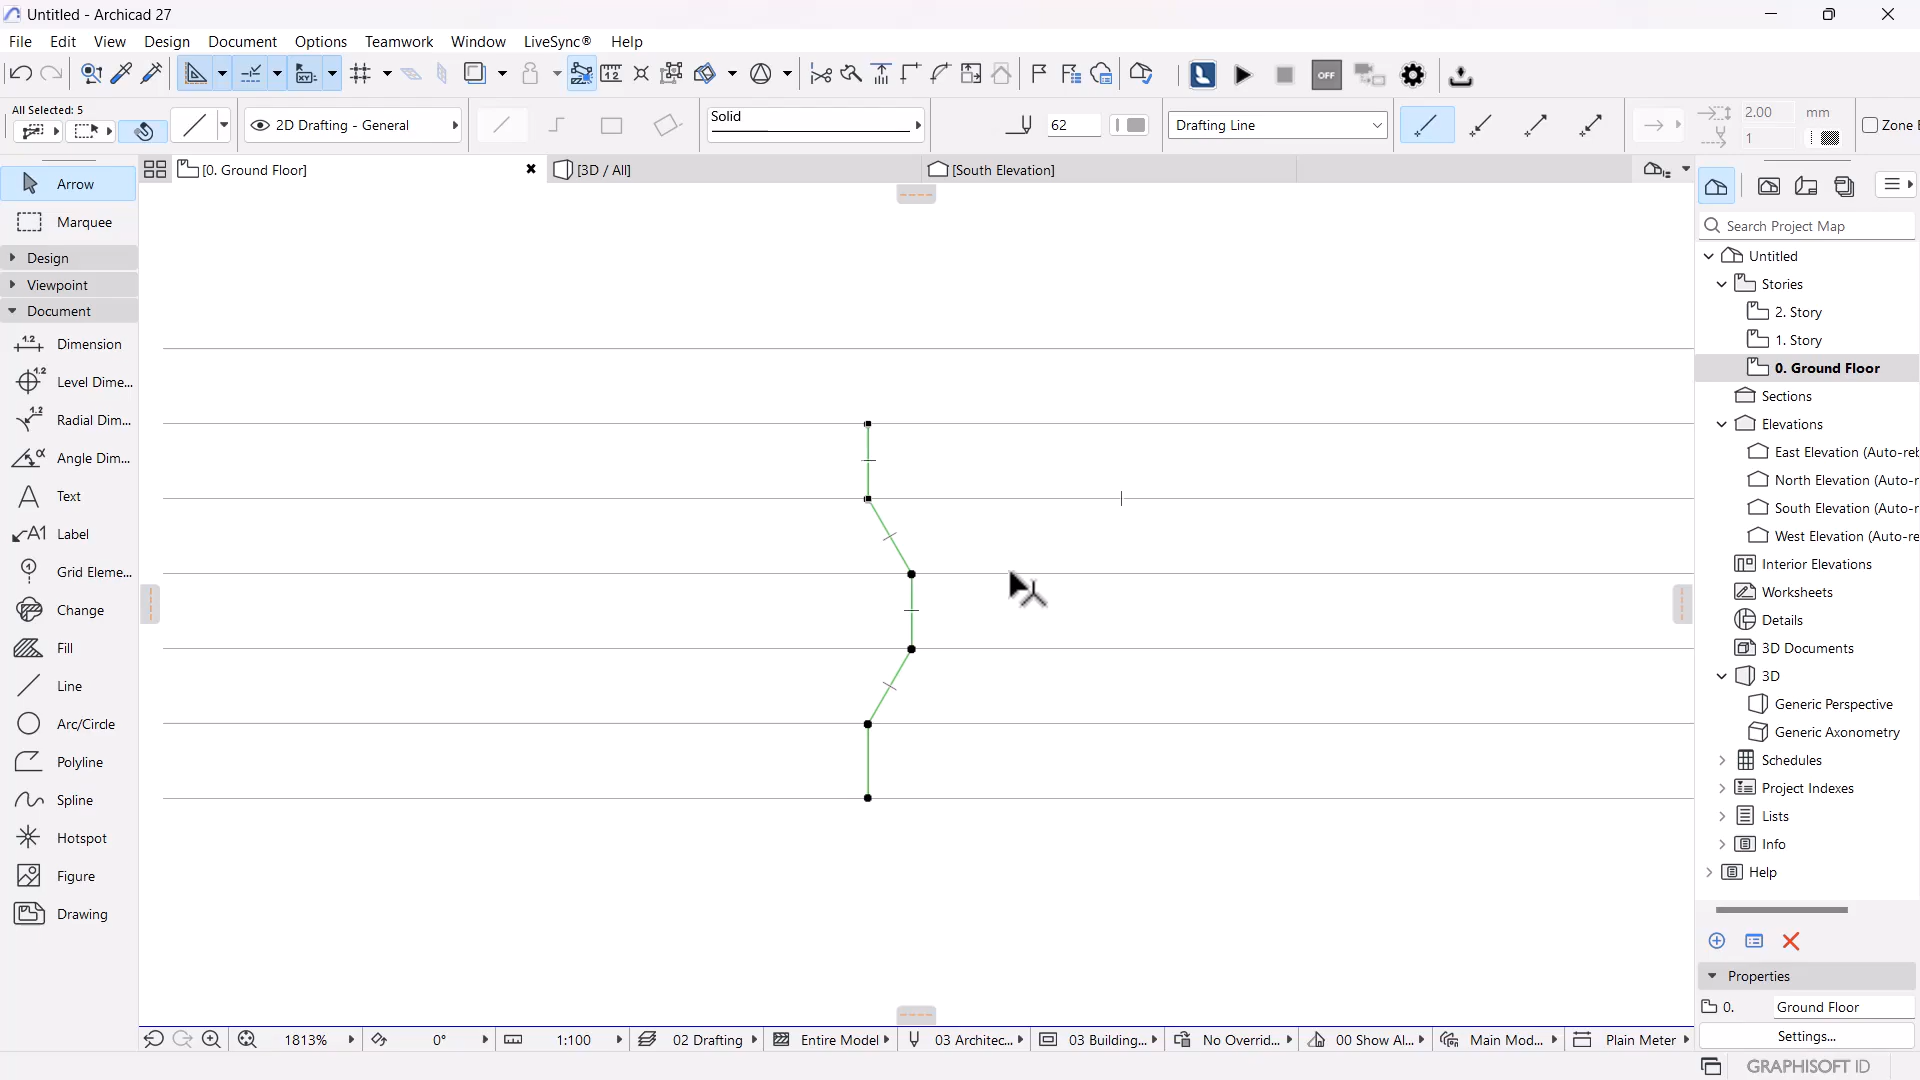 Untitled - Archicad 27
File Edit View Design Document Options Teamwork Window LiveSync® Help
All Selected: 5
2D Drafting - General
Solid
62
Drafting Line
2.00 mm
1
Zone B
[0. Ground Floor]
[3D / All]
[South Elevation]
Arrow
Marquee
Design
Viewpoint
Document
Dimension
Level Dime...
Radial Dim...
Angle Dim...
Text
Label
Grid Eleme...
Change
Fill
Line
Arc/Circle
Polyline
Spline
Hotspot
Figure
Drawing
Search Project Map
Untitled
Stories
2. Story
1. Story
0. Ground Floor
Sections
Elevations
East Elevation (Auto-reb
North Elevation (Auto-r
South Elevation (Auto-re
West Elevation (Auto-re
Interior Elevations
Worksheets
Details
3D Documents
3D
Generic Perspective
Generic Axonometry
Schedules
Project Indexes
Lists
Info
Help
Properties
0. Ground Floor
Settings...
1813% 0° 1:100 02 Drafting Entire Model 03 Architec... 03 Building... No Overrid... 00 Show Al... Main Mod... Plain Meter
GRAPHISOFT ID